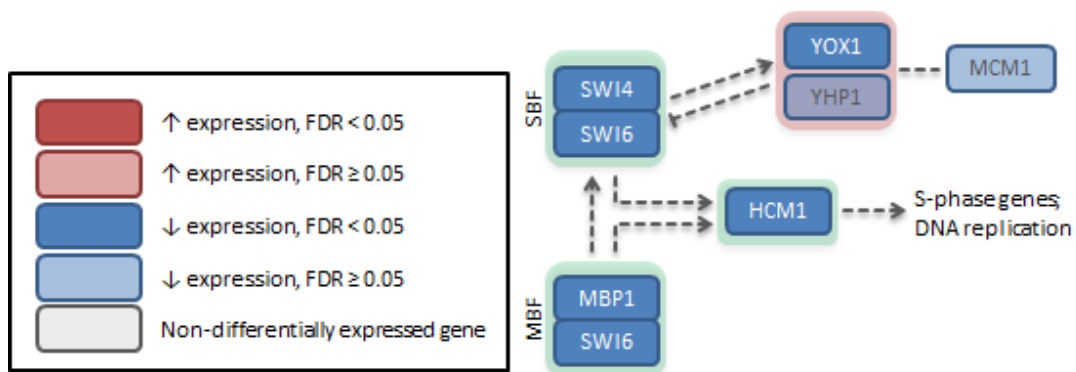 ↑ expression, FDR < 0.05
↑ expression, FDR ≥ 0.05
↓ expression, FDR < 0.05
↓ expression, FDR ≥ 0.05
Non-differentially expressed gene
SBF
SWI4
SWI6
YOX1
YHP1
MCM1
HCM1
S-phase genes;
DNA replication
MBF
MBP1
SWI6